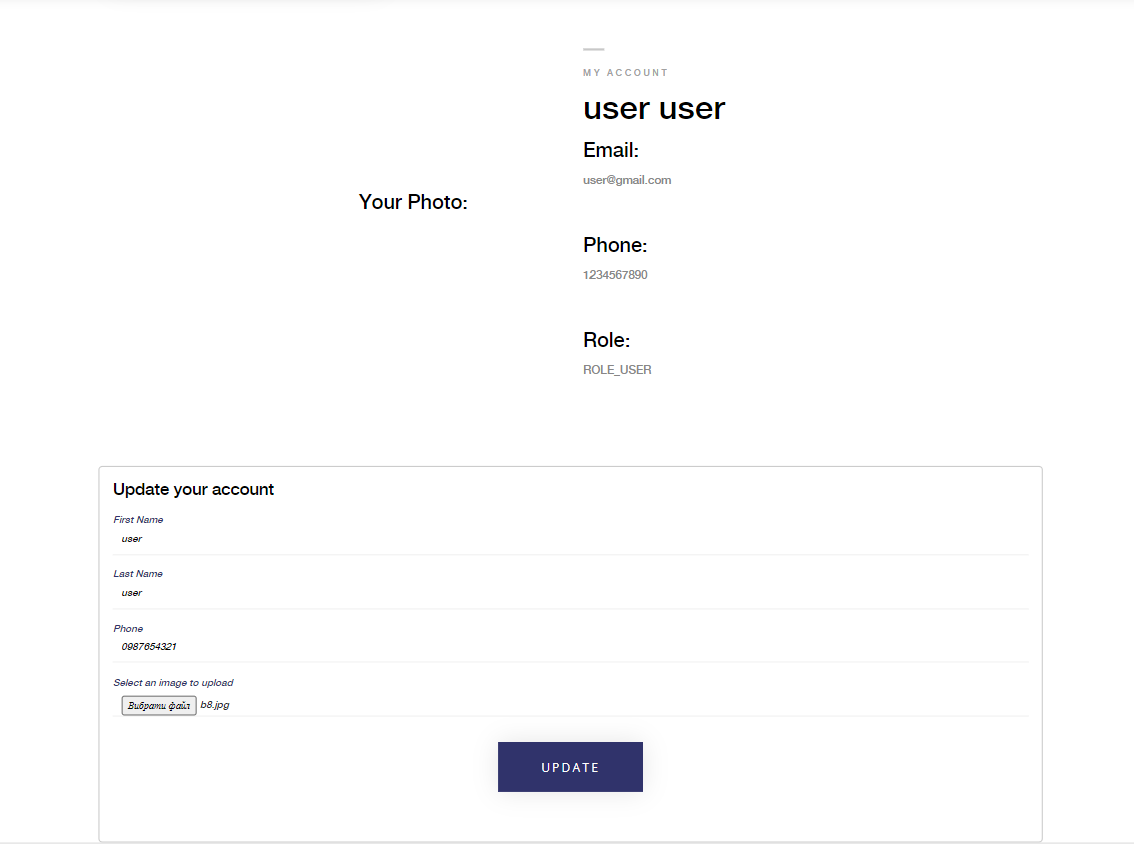 MY ACCOUNT
user user
Email:
user@gmail.com
Your Photo:
Phone:
1234567890
Role:
ROLE_USER
Update your account
First Name
user
Last Name
user
Phone
0987654321
Select an image to upload
Вибрати файл b8.jpg
UPDATE